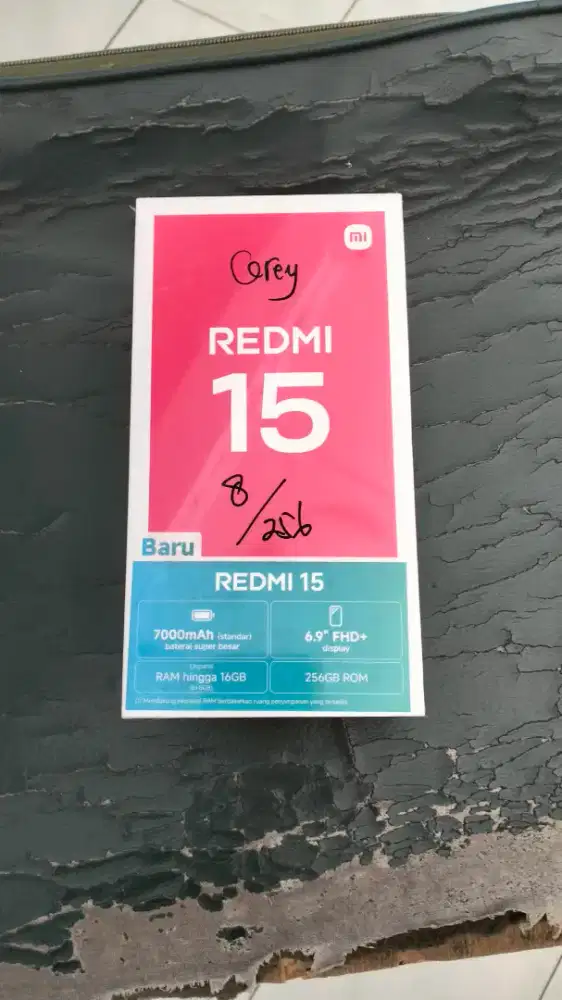 mi
Grey
REDMI
15
8/256
Baru
REDMI 15
7000mAh (standar)
baterai super besar
6.9" FHD+
display
RAM hingga 16GB
256GB ROM